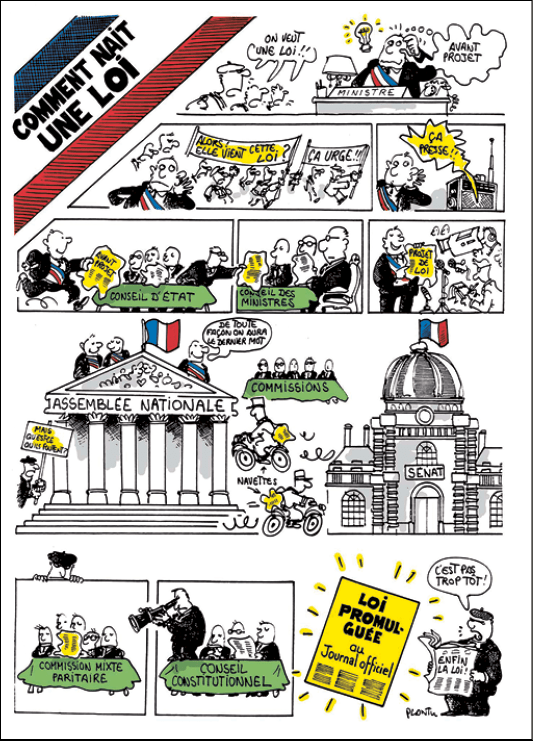 COMMENT NAIT
UNE LOI
ON VEUT
UNE LOI!!
AVANT
PROJET
MINISTRE
ALORS,
ELLE VIENT CETTE
LOI?
ÇA URGE!!!
ÇA
PRESSE!!
AVANT
PROJET
CONSEIL D'ÉTAT
CONSEIL DES
MINISTRES
PROJET
DE
LOI
DE TOUTE
FAÇON ON AURA
LE DERNIER MOT
ASSEMBLÉE NATIONALE
COMMISSIONS
MAIS
QU'EST-CE
QU'ILS FOUTENT?
NAVETTES
SÉNAT
COMMISSION MIXTE
PARITAIRE
CONSEIL
CONSTITUTIONNEL
LOI
PROMUL-
GUÉE
au
Journal officiel
C'EST PAS
TROP TÔT!
ENFIN
LA LOI!
PLANTU